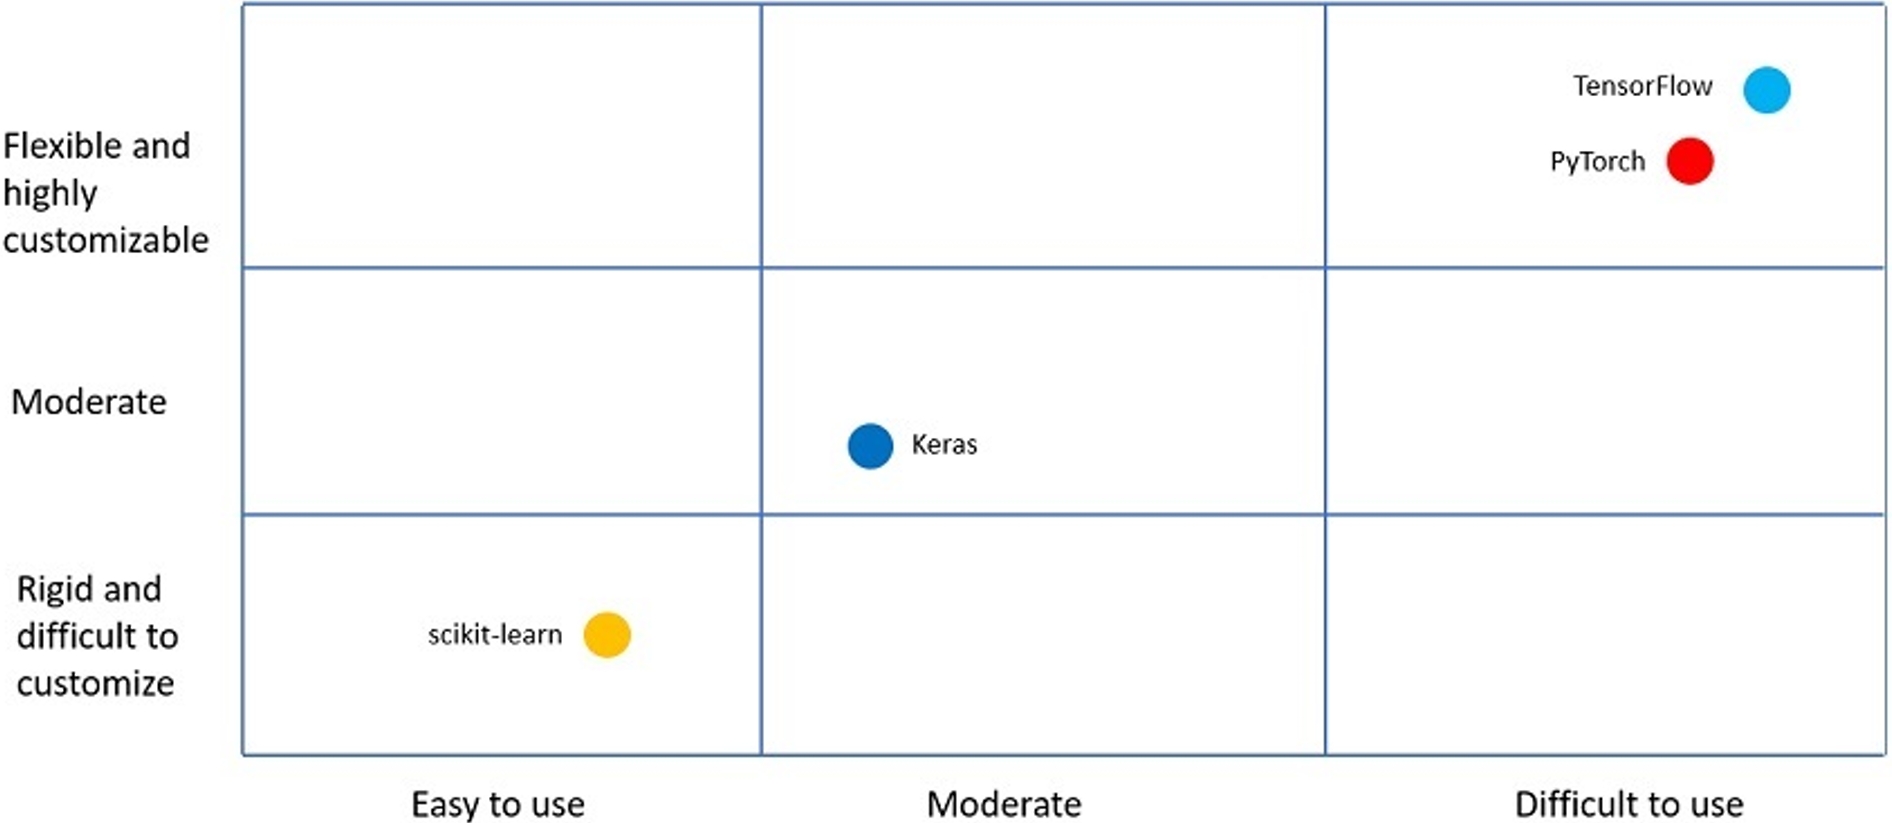 TensorFlow
PyTorch
Flexible and
highly
customizable
Moderate
Keras
Rigid and
difficult to
customize
scikit-learn
Easy to use
Moderate
Difficult to use